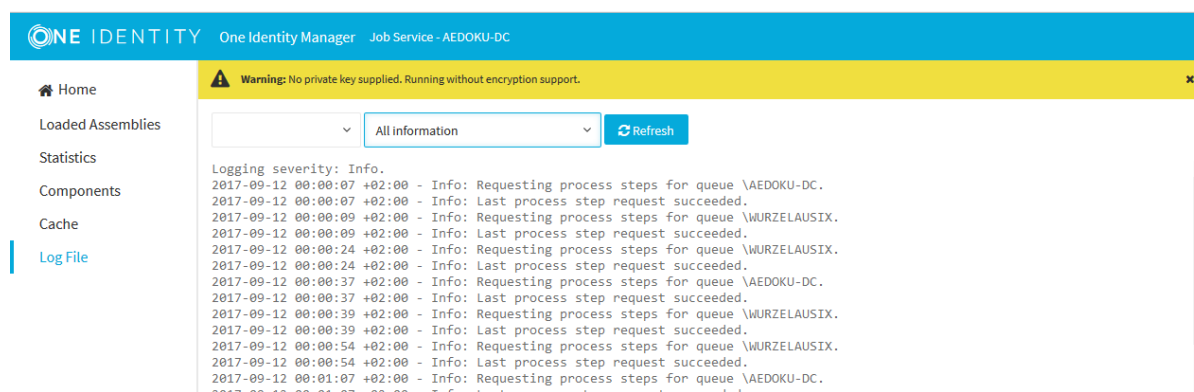 ONE IDENTITY One Identity Manager Job Service - AEDOKU-DC
Warning: No private key supplied. Running without encryption support.
Home
Loaded Assemblies
Statistics
Components
Cache
Log File
All information
Refresh
Logging severity: Info.
2017-09-12 00:00:07 +02:00 - Info: Requesting process steps for queue \AEDOKU-DC.
2017-09-12 00:00:07 +02:00 - Info: Last process step request succeeded.
2017-09-12 00:00:09 +02:00 - Info: Requesting process steps for queue \WURZELAUSIX.
2017-09-12 00:00:09 +02:00 - Info: Last process step request succeeded.
2017-09-12 00:00:24 +02:00 - Info: Requesting process steps for queue \WURZELAUSIX.
2017-09-12 00:00:24 +02:00 - Info: Last process step request succeeded.
2017-09-12 00:00:37 +02:00 - Info: Requesting process steps for queue \AEDOKU-DC.
2017-09-12 00:00:37 +02:00 - Info: Last process step request succeeded.
2017-09-12 00:00:39 +02:00 - Info: Requesting process steps for queue \WURZELAUSIX.
2017-09-12 00:00:39 +02:00 - Info: Last process step request succeeded.
2017-09-12 00:00:54 +02:00 - Info: Requesting process steps for queue \WURZELAUSIX.
2017-09-12 00:00:54 +02:00 - Info: Last process step request succeeded.
2017-09-12 00:01:07 +02:00 - Info: Requesting process steps for queue \AEDOKU-DC.